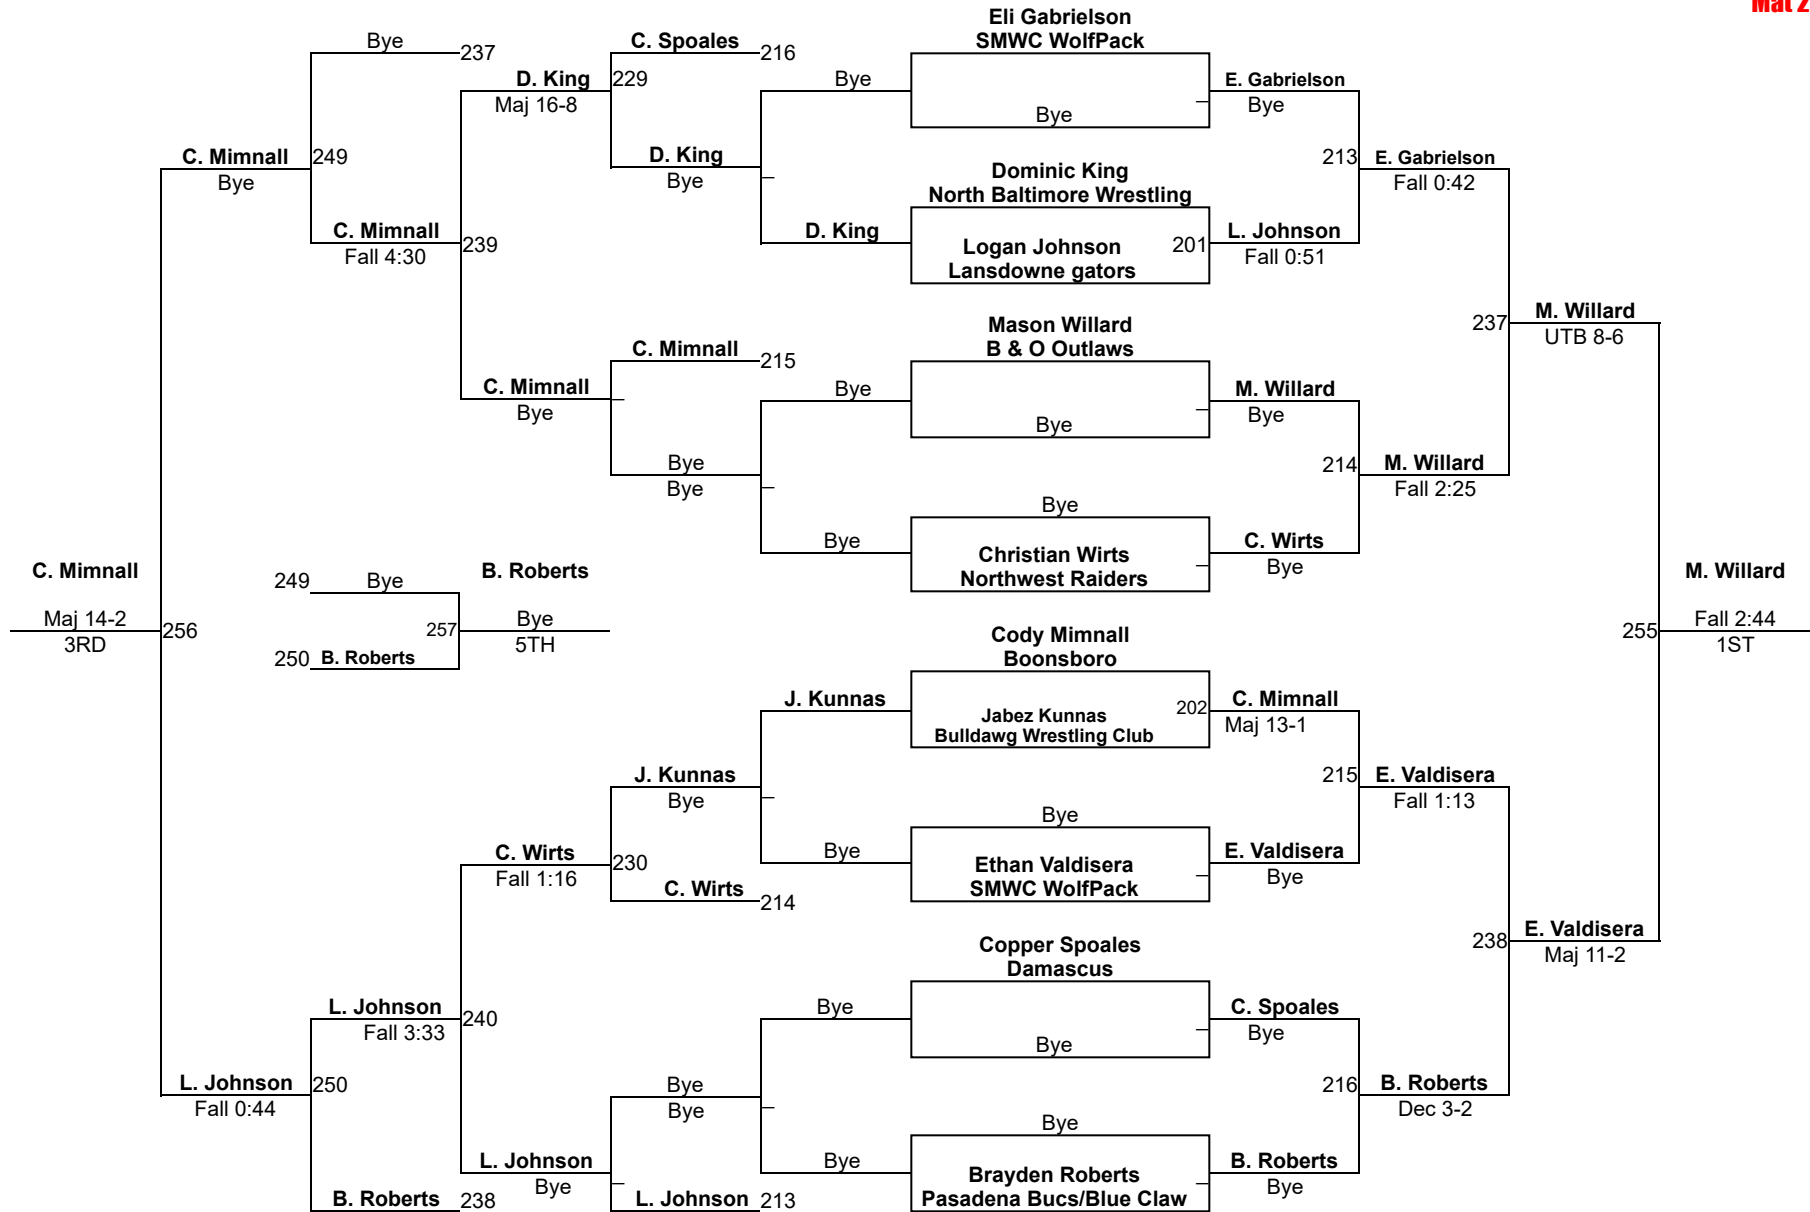 Mat 2
Eli Gabrielson
SMWC WolfPack
Bye
237
C. Spoales
216
D. King
229
Maj 16-8
Bye
Bye
E. Gabrielson
Bye
C. Mimnall
249
Bye
D. King
Bye
213
E. Gabrielson
Fall 0:42
Dominic King
North Baltimore Wrestling
C. Mimnall
Fall 4:30
239
D. King
Logan Johnson
Lansdowne gators
201
L. Johnson
Fall 0:51
Mason Willard
B & O Outlaws
237
M. Willard
UTB 8-6
C. Mimnall
215
C. Mimnall
Bye
Bye
Bye
M. Willard
Bye
Bye
Bye
214
M. Willard
Fall 2:25
Bye
Bye
Christian Wirts
Northwest Raiders
C. Wirts
Bye
C. Mimnall
Maj 14-2
3RD
256
249
Bye
B. Roberts
257
Bye
5TH
250
B. Roberts
M. Willard
255
Fall 2:44
1ST
Cody Mimnall
Boonsboro
J. Kunnas
Jabez Kunnas
Bulldawg Wrestling Club
202
C. Mimnall
Maj 13-1
J. Kunnas
Bye
215
E. Valdisera
Fall 1:13
Bye
Bye
Ethan Valdisera
SMWC WolfPack
E. Valdisera
Bye
C. Wirts
Fall 1:16
230
C. Wirts
214
238
E. Valdisera
Maj 11-2
Copper Spoales
Damascus
L. Johnson
Fall 3:33
240
Bye
Bye
C. Spoales
Bye
L. Johnson
Fall 0:44
250
Bye
Bye
216
B. Roberts
Dec 3-2
Bye
L. Johnson
Bye
Bye
Brayden Roberts
Pasadena Bucs/Blue Claw
B. Roberts
Bye
B. Roberts
238
L. Johnson
213